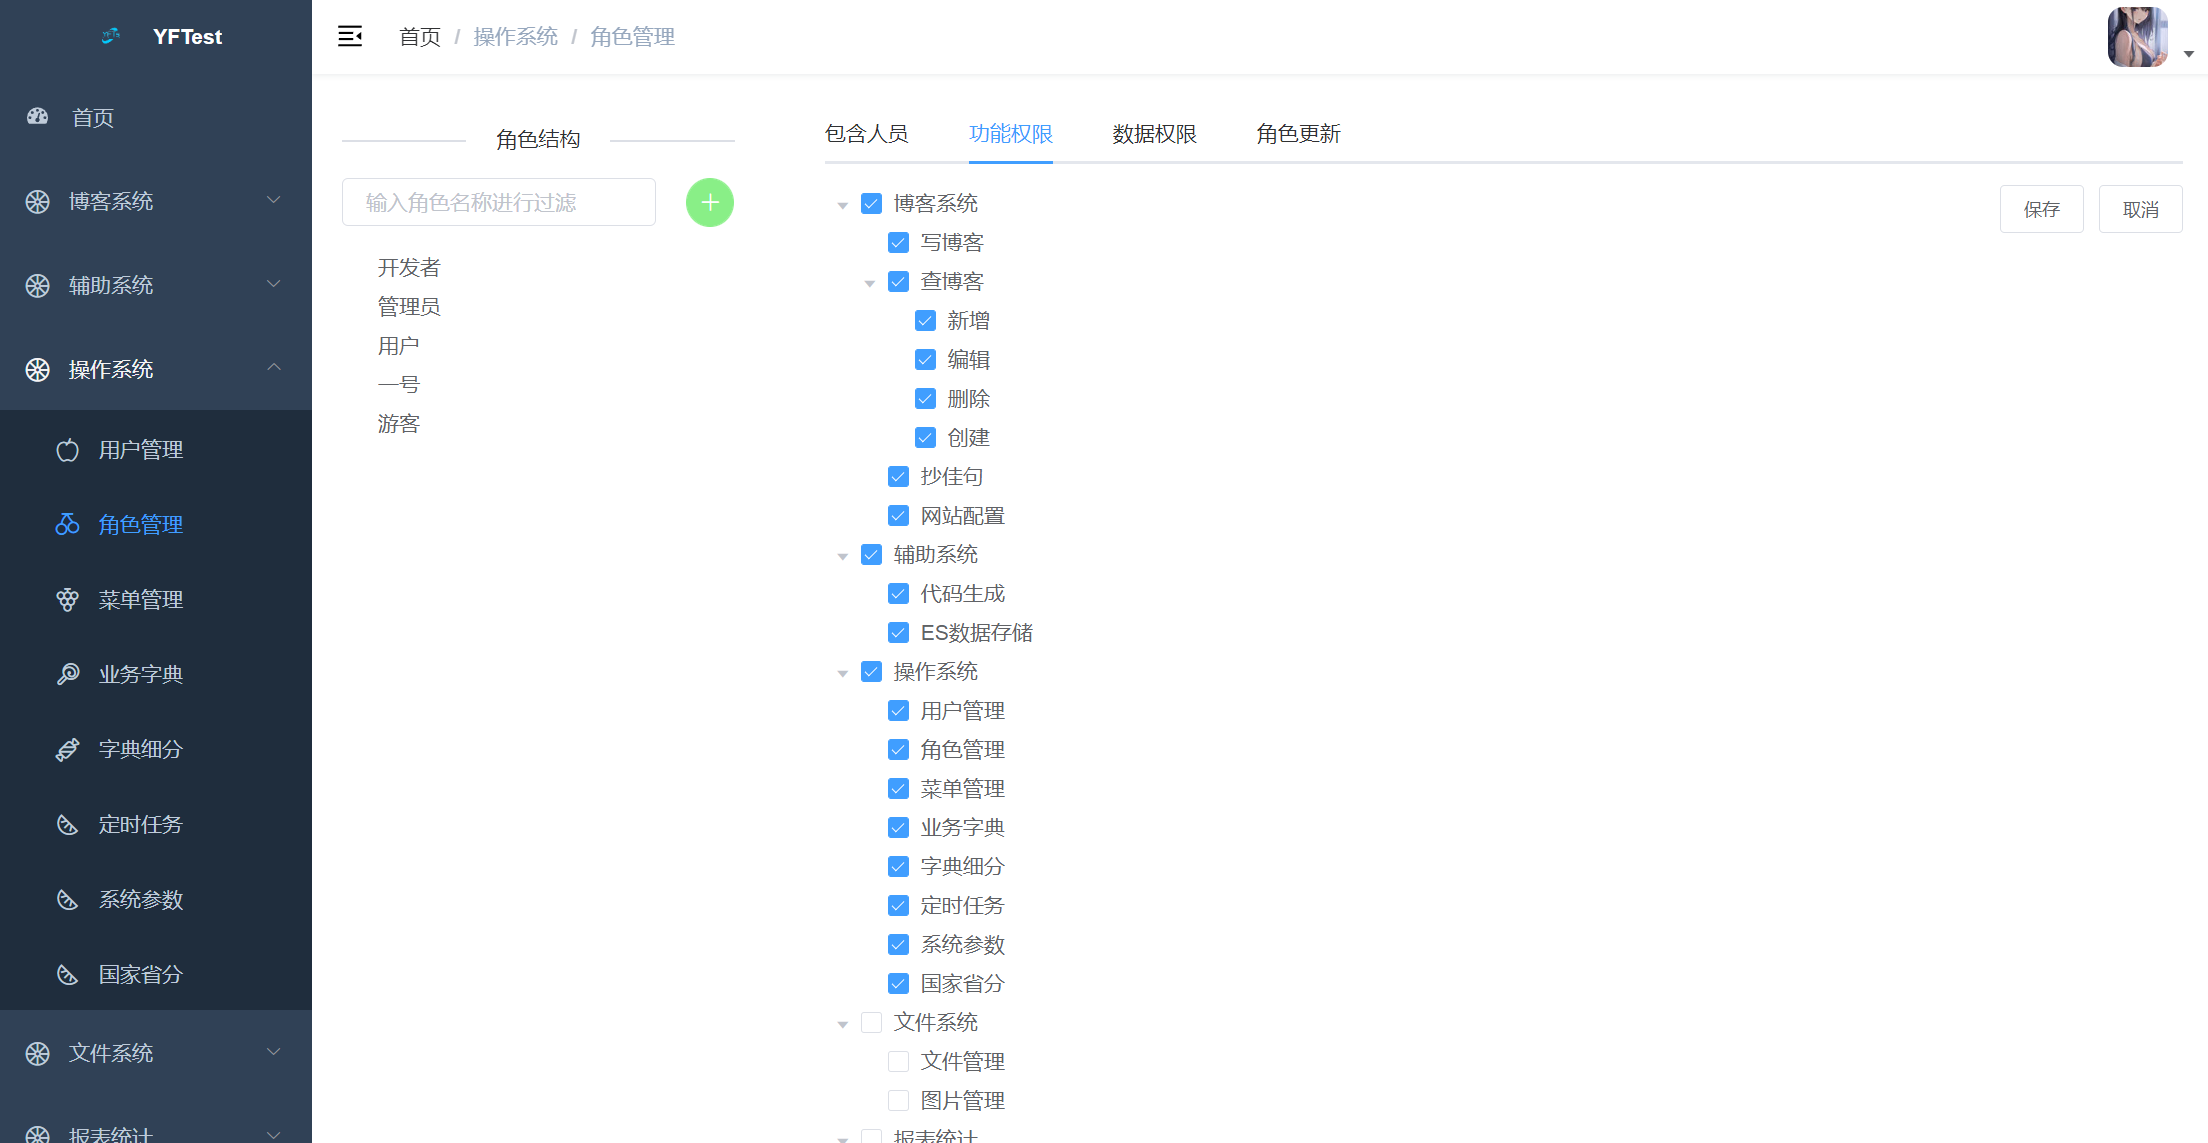 YFTest
首页
博客系统
辅助系统
操作系统
用户管理
角色管理
菜单管理
业务字典
字典细分
定时任务
系统参数
国家省分
文件系统
报表统计
首页 / 操作系统 / 角色管理
角色结构
输入角色名称进行过滤
开发者
管理员
用户
一号
游客
包含人员 功能权限 数据权限 角色更新
保存 取消
博客系统
写博客
查博客
新增
编辑
删除
创建
抄佳句
网站配置
辅助系统
代码生成
ES数据存储
操作系统
用户管理
角色管理
菜单管理
业务字典
字典细分
定时任务
系统参数
国家省分
文件系统
文件管理
图片管理
报表统计